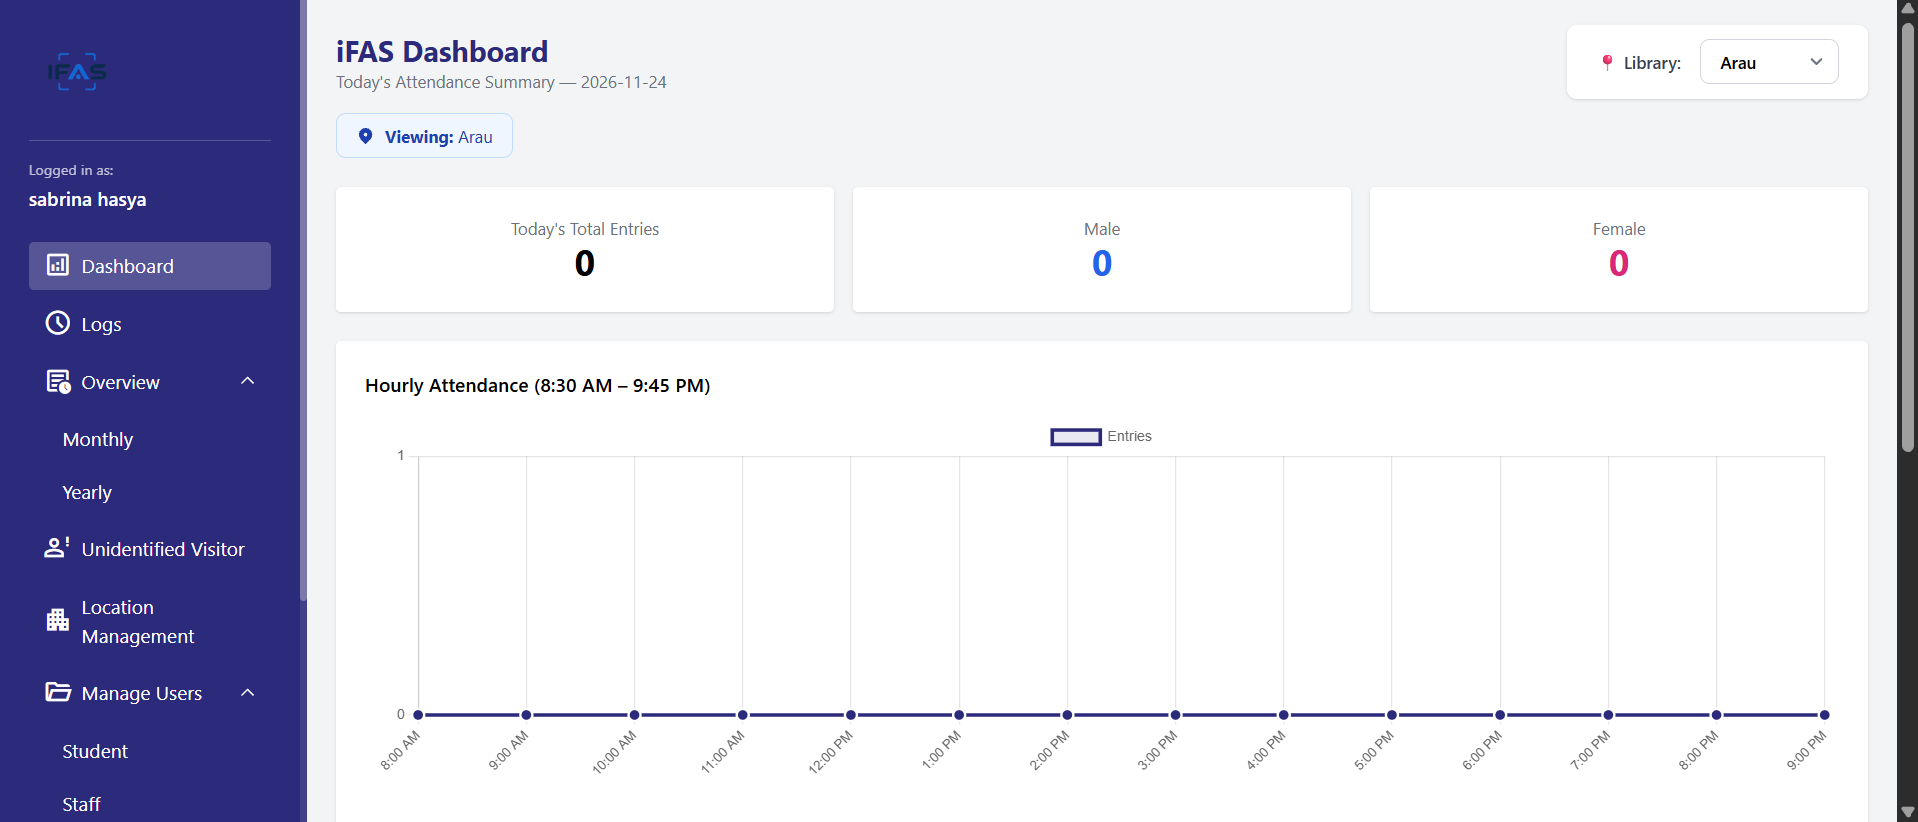 iFAS
Logged in as:
sabrina hasya
Dashboard
Logs
Overview
Monthly
Yearly
Unidentified Visitor
Location
Management
Manage Users
Student
Staff
iFAS Dashboard
Today's Attendance Summary — 2026-11-24
Library:
Arau
Viewing: Arau
Today's Total Entries
0
Male
0
Female
0
Hourly Attendance (8:30 AM – 9:45 PM)
Entries
1
0
8:00 AM
9:00 AM
10:00 AM
11:00 AM
12:00 PM
1:00 PM
2:00 PM
3:00 PM
4:00 PM
5:00 PM
6:00 PM
7:00 PM
8:00 PM
9:00 PM